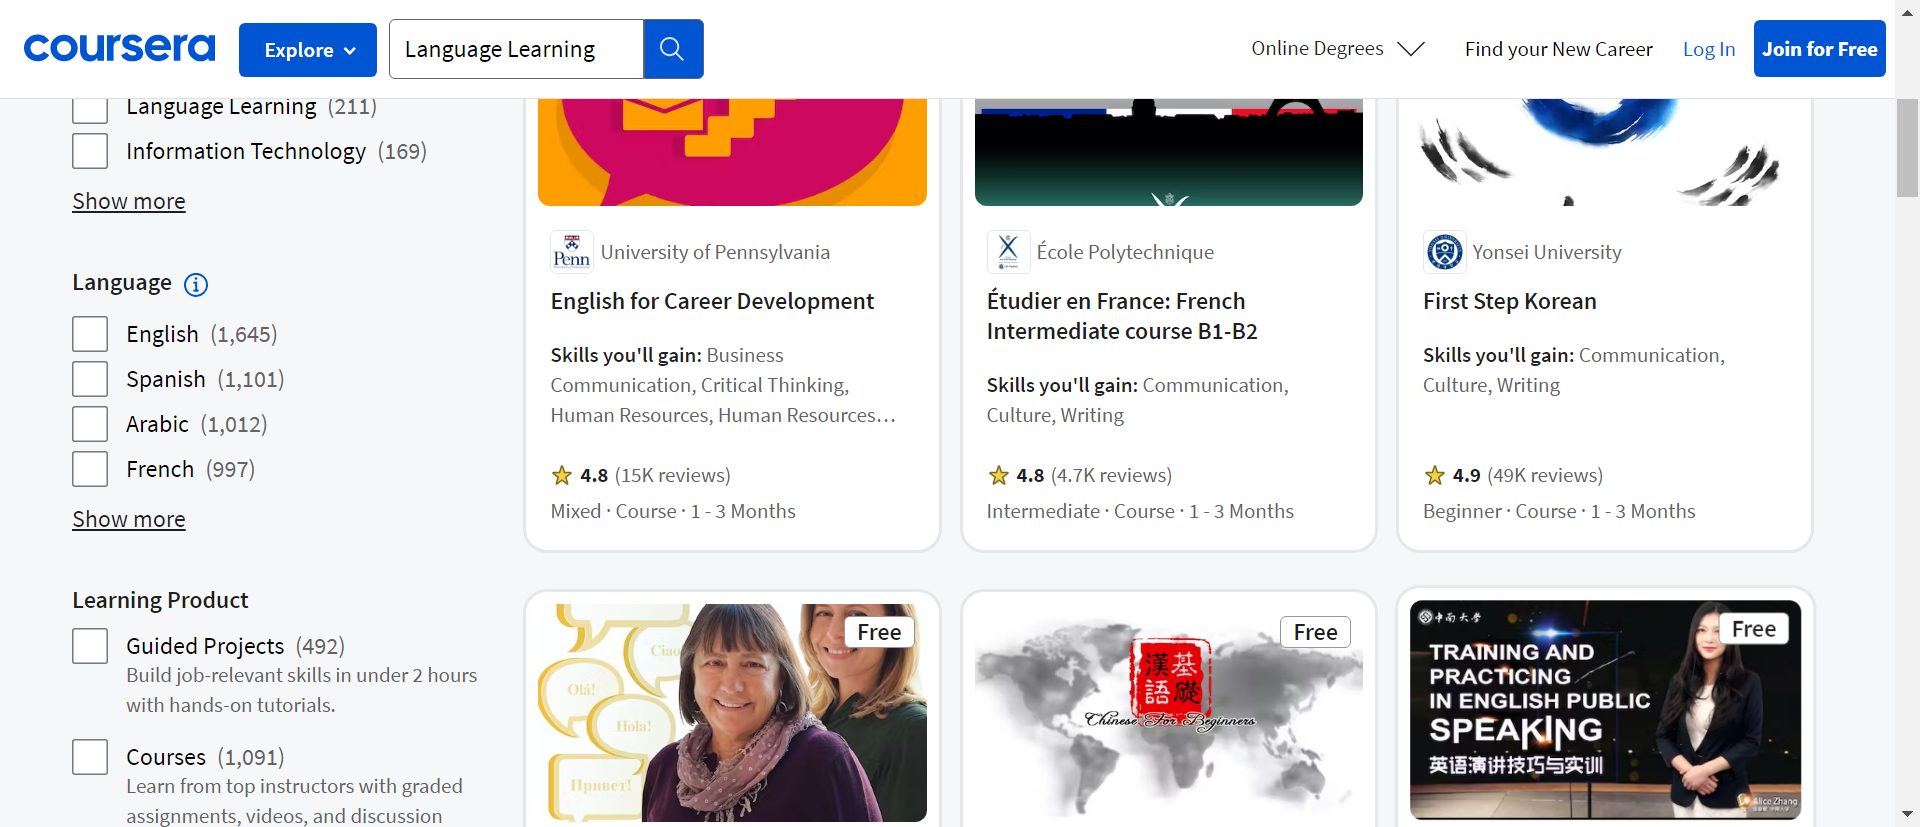 coursera
Explore
Language Learning
Online Degrees
Find your New Career
Log In
Join for Free
Language Learning (211)
Information Technology (169)
Show more
Language
English (1,645)
Spanish (1,101)
Arabic (1,012)
French (997)
Show more
Learning Product
Guided Projects (492)
Build job-relevant skills in under 2 hours
with hands-on tutorials.
Courses (1,091)
Learn from top instructors with graded
assignments, videos, and discussion
Penn
University of Pennsylvania
English for Career Development
Skills you'll gain: Business
Communication, Critical Thinking,
Human Resources, Human Resources…
4.8 (15K reviews)
Mixed · Course · 1 - 3 Months
École Polytechnique
Étudier en France: French
Intermediate course B1-B2
Skills you'll gain: Communication,
Culture, Writing
4.8 (4.7K reviews)
Intermediate · Course · 1 - 3 Months
Yonsei University
First Step Korean
Skills you'll gain: Communication,
Culture, Writing
4.9 (49K reviews)
Beginner · Course · 1 - 3 Months
Free
Ciao
Olá!
Hola!
Привет!
Free
漢語基礎
Chinese For Beginners
中南大学
Free
TRAINING AND
PRACTICING
IN ENGLISH PUBLIC
SPEAKING
英语演讲技巧与实训
Alice Zhang